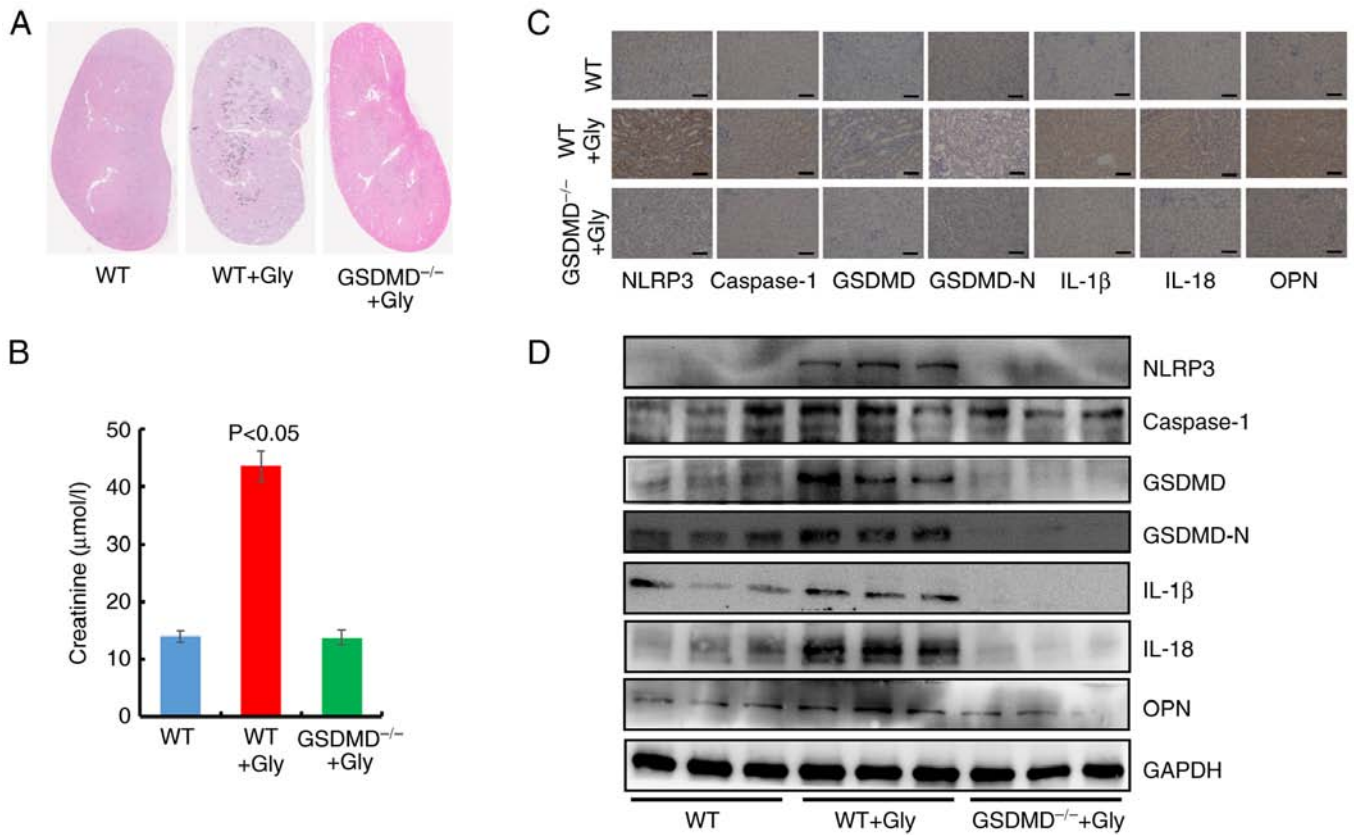 A
WT
WT+Gly
GSDMD−/−
+Gly
B
Creatinine (μmol/l)
50
40
30
20
10
0
P<0.05
WT
WT
+Gly
GSDMD−/−
+Gly
C
WT
WT
+Gly
GSDMD−/−
+Gly
NLRP3
Caspase-1
GSDMD
GSDMD-N
IL-1β
IL-18
OPN
D
NLRP3
Caspase-1
GSDMD
GSDMD-N
IL-1β
IL-18
OPN
GAPDH
WT
WT+Gly
GSDMD−/−+Gly